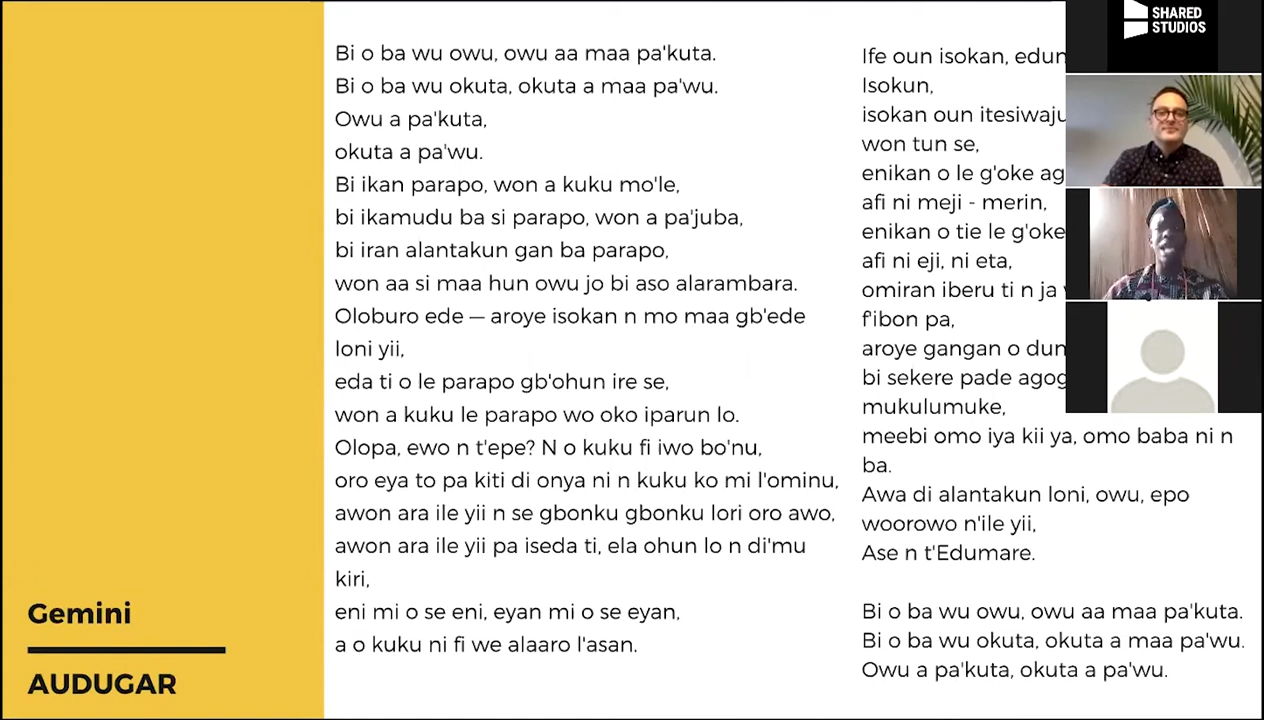 Bi o ba wu owu, owu aa maa pa'kuta.
Bi o ba wu okuta, okuta a maa pa'wu.
Owu a pa'kuta,
okuta a pa'wu.
Bi ikan parapo, won a kuku mo'le,
bi ikamudu ba si parapo, won a pa'juba,
bi iran alantakun gan ba parapo,
won aa si maa hun owu jo bi aso alarambara.
Oloburo ede — aroye isokan n mo maa gb'ede
loni yii,
eda ti o le parapo gb'ohun ire se,
won a kuku le parapo wo oko iparun lo.
Olopa, ewo n t'epe? N o kuku fi iwo bo'nu,
oro eya to pa kiti di onya ni n kuku ko mi l'ominu,
awon ara ile yii n se gbonku gbonku lori oro awo,
awon ara ile yii pa iseda ti, ela ohun lo n di'mu
kiri,
eni mi o se eni, eyan mi o se eyan,
a o kuku ni fi we alaaro l'asan.
Ife oun isokan, edun
Isokun,
isokan oun itesiwaju
won tun se,
enikan o le g'oke ag
afi ni meji - merin,
enikan o tie le g'oke
afi ni eji, ni eta,
omiran iberu ti n ja
f'ibon pa,
aroye gangan o dun
bi sekere pade agog
mukulumuke,
meebi omo iya kii ya, omo baba ni n
ba.
Awa di alantakun loni, owu, epo
woorowo n'ile yii,
Ase n t'Edumare.
Bi o ba wu owu, owu aa maa pa'kuta.
Bi o ba wu okuta, okuta a maa pa'wu.
Owu a pa'kuta, okuta a pa'wu.
Gemini
AUDUGAR
SHARED
STUDIOS